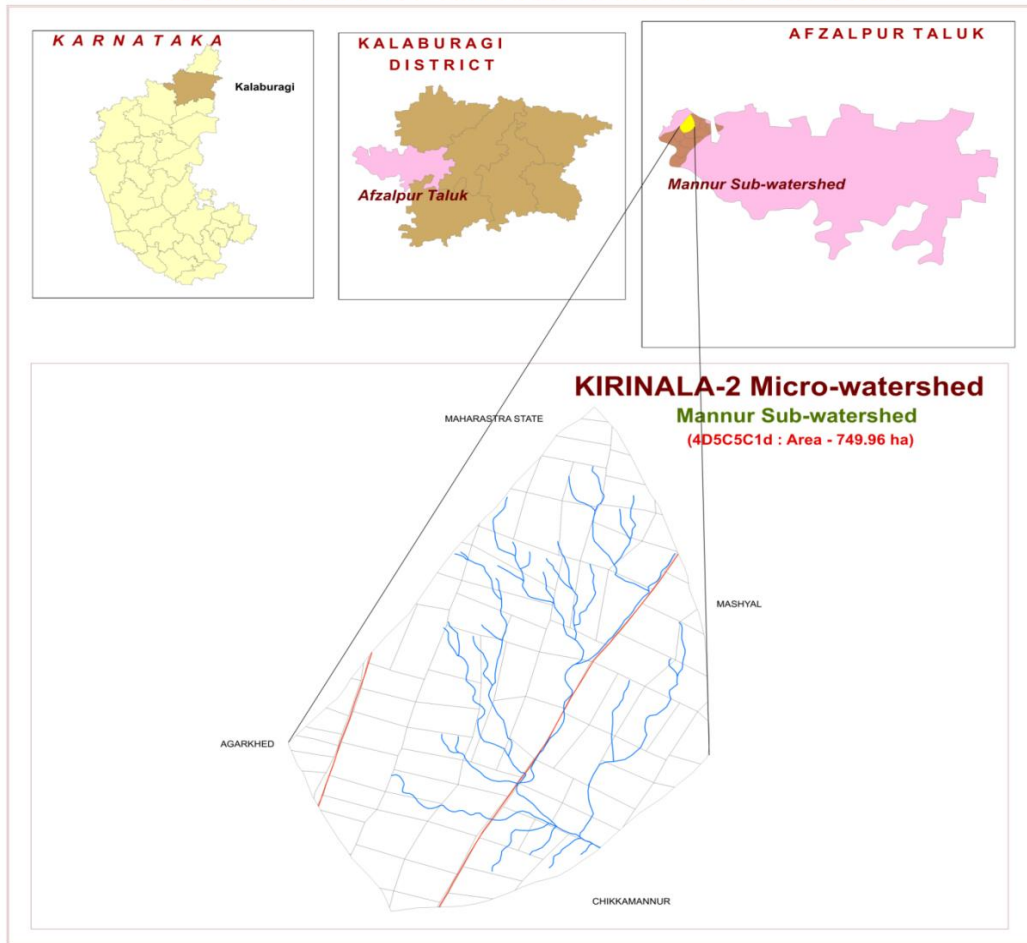 KARNATAKA
Kalaburagi
KALABURAGI
DISTRICT
Afzalpur Taluk
AFZALPUR TALUK
Mannur Sub-watershed
KIRINALA-2 Micro-watershed
Mannur Sub-watershed
(4D5C5C1d : Area - 749.96 ha)
MAHARASTRA STATE
MASHYAL
AGARKHED
CHIKKAMANNUR